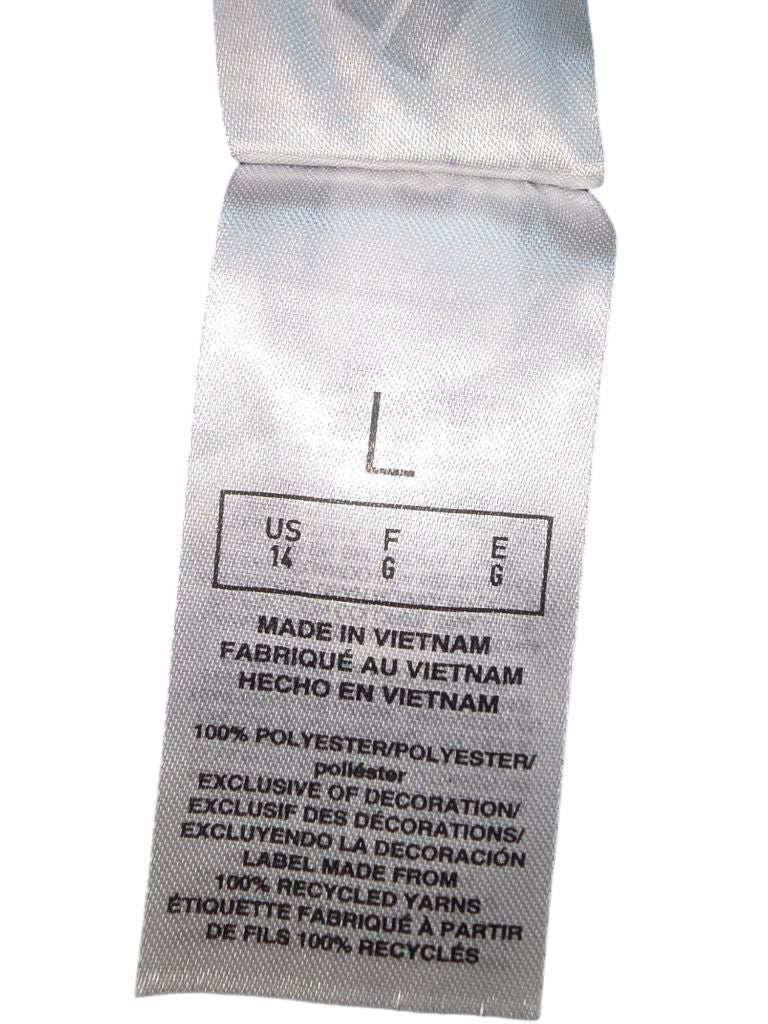 L
US F E
14 G G
MADE IN VIETNAM
FABRIQUÉ AU VIETNAM
HECHO EN VIETNAM
100% POLYESTER/POLYESTER/
poliéster
EXCLUSIVE OF DECORATION/
EXCLUSIF DES DÉCORATIONS/
EXCLUYENDO LA DECORACIÓN
LABEL MADE FROM
100% RECYCLED YARNS
ÉTIQUETTE FABRIQUÉ À PARTIR
DE FILS 100% RECYCLÉS